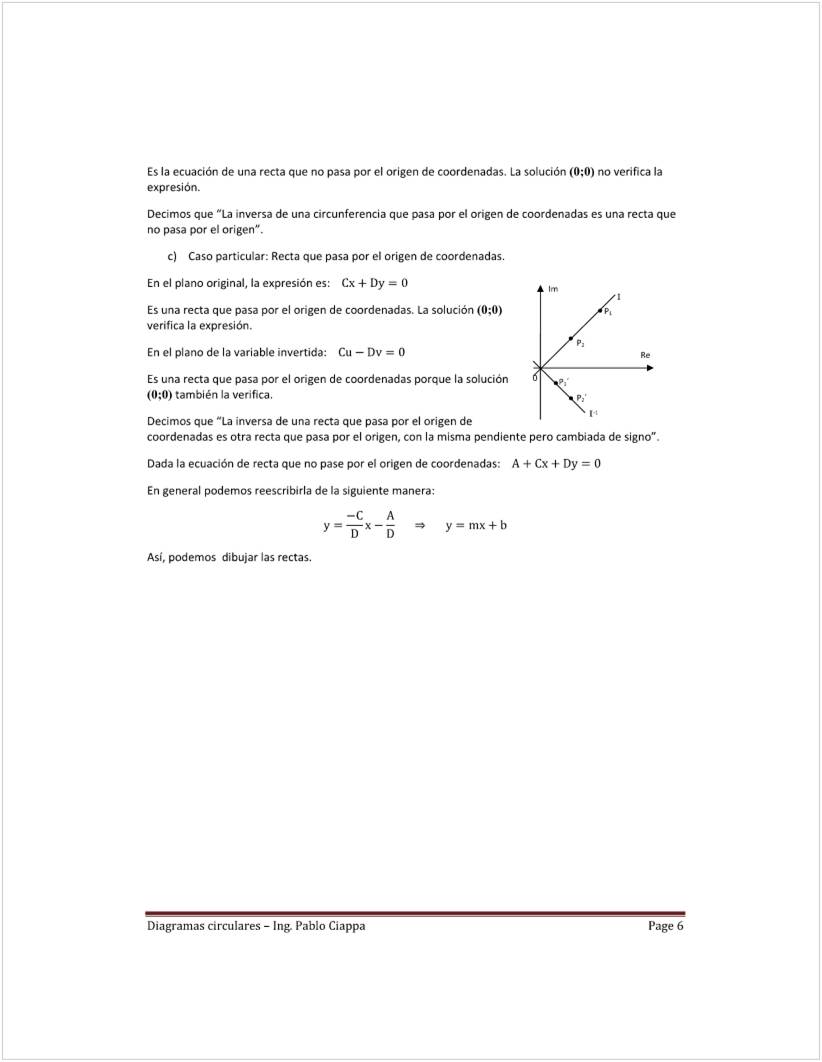 Es la ecuación de una recta que no pasa por el origen de coordenadas. La solución (0;0) no verifica la
expresión.
Decimos que “La inversa de una circunferencia que pasa por el origen de coordenadas es una recta que
no pasa por el origen”.
c) Caso particular: Recta que pasa por el origen de coordenadas.
En el plano original, la expresión es: Cx + Dy = 0
Es una recta que pasa por el origen de coordenadas. La solución (0;0)
verifica la expresión.
En el plano de la variable invertida: Cu − Dv = 0
Es una recta que pasa por el origen de coordenadas porque la solución
(0;0) también la verifica.
Im
I
P₁
P₂
Re
0
P₁′
P₂′
I⁻¹
Decimos que “La inversa de una recta que pasa por el origen de
coordenadas es otra recta que pasa por el origen, con la misma pendiente pero cambiada de signo”.
Dada la ecuación de recta que no pase por el origen de coordenadas: A + Cx + Dy = 0
En general podemos reescribirla de la siguiente manera:
y = −C/D x − A/D ⇒ y = mx + b
Así, podemos dibujar las rectas.
Diagramas circulares – Ing. Pablo Ciappa Page 6